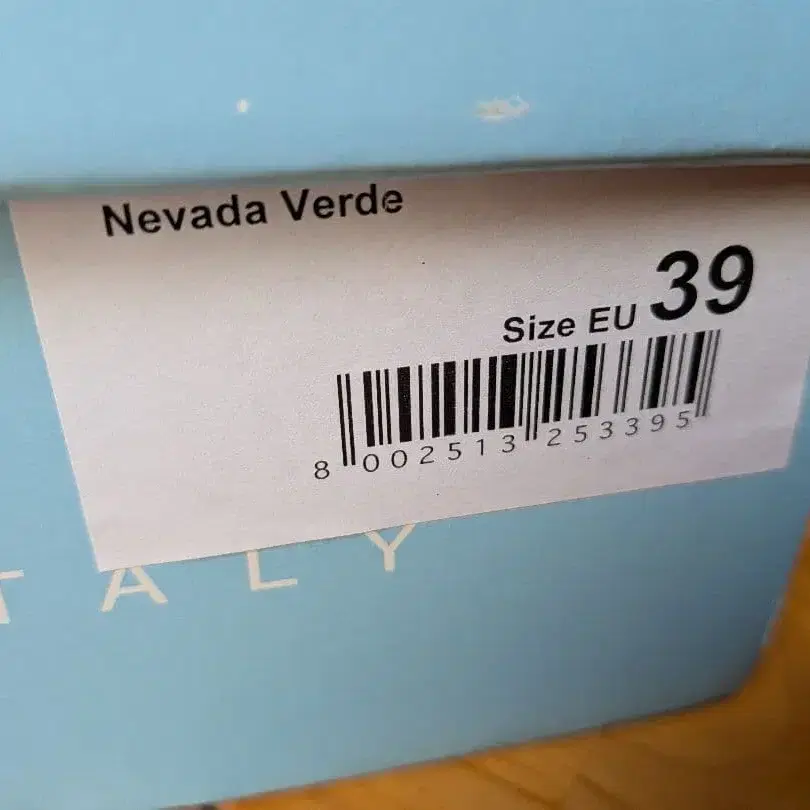 Nevada Verde
Size EU 39
8 002513 253395
TALY